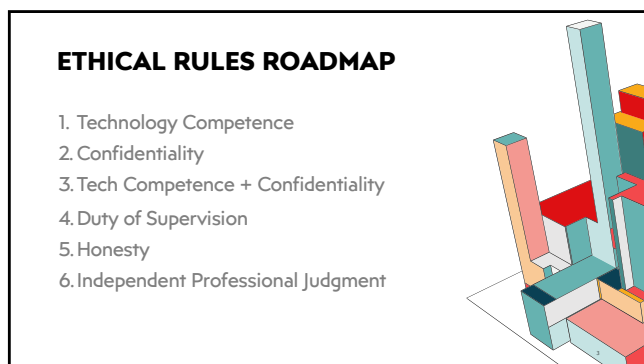 ETHICAL RULES ROADMAP
1. Technology Competence
2. Confidentiality
3. Tech Competence + Confidentiality
4. Duty of Supervision
5. Honesty
6. Independent Professional Judgment
3